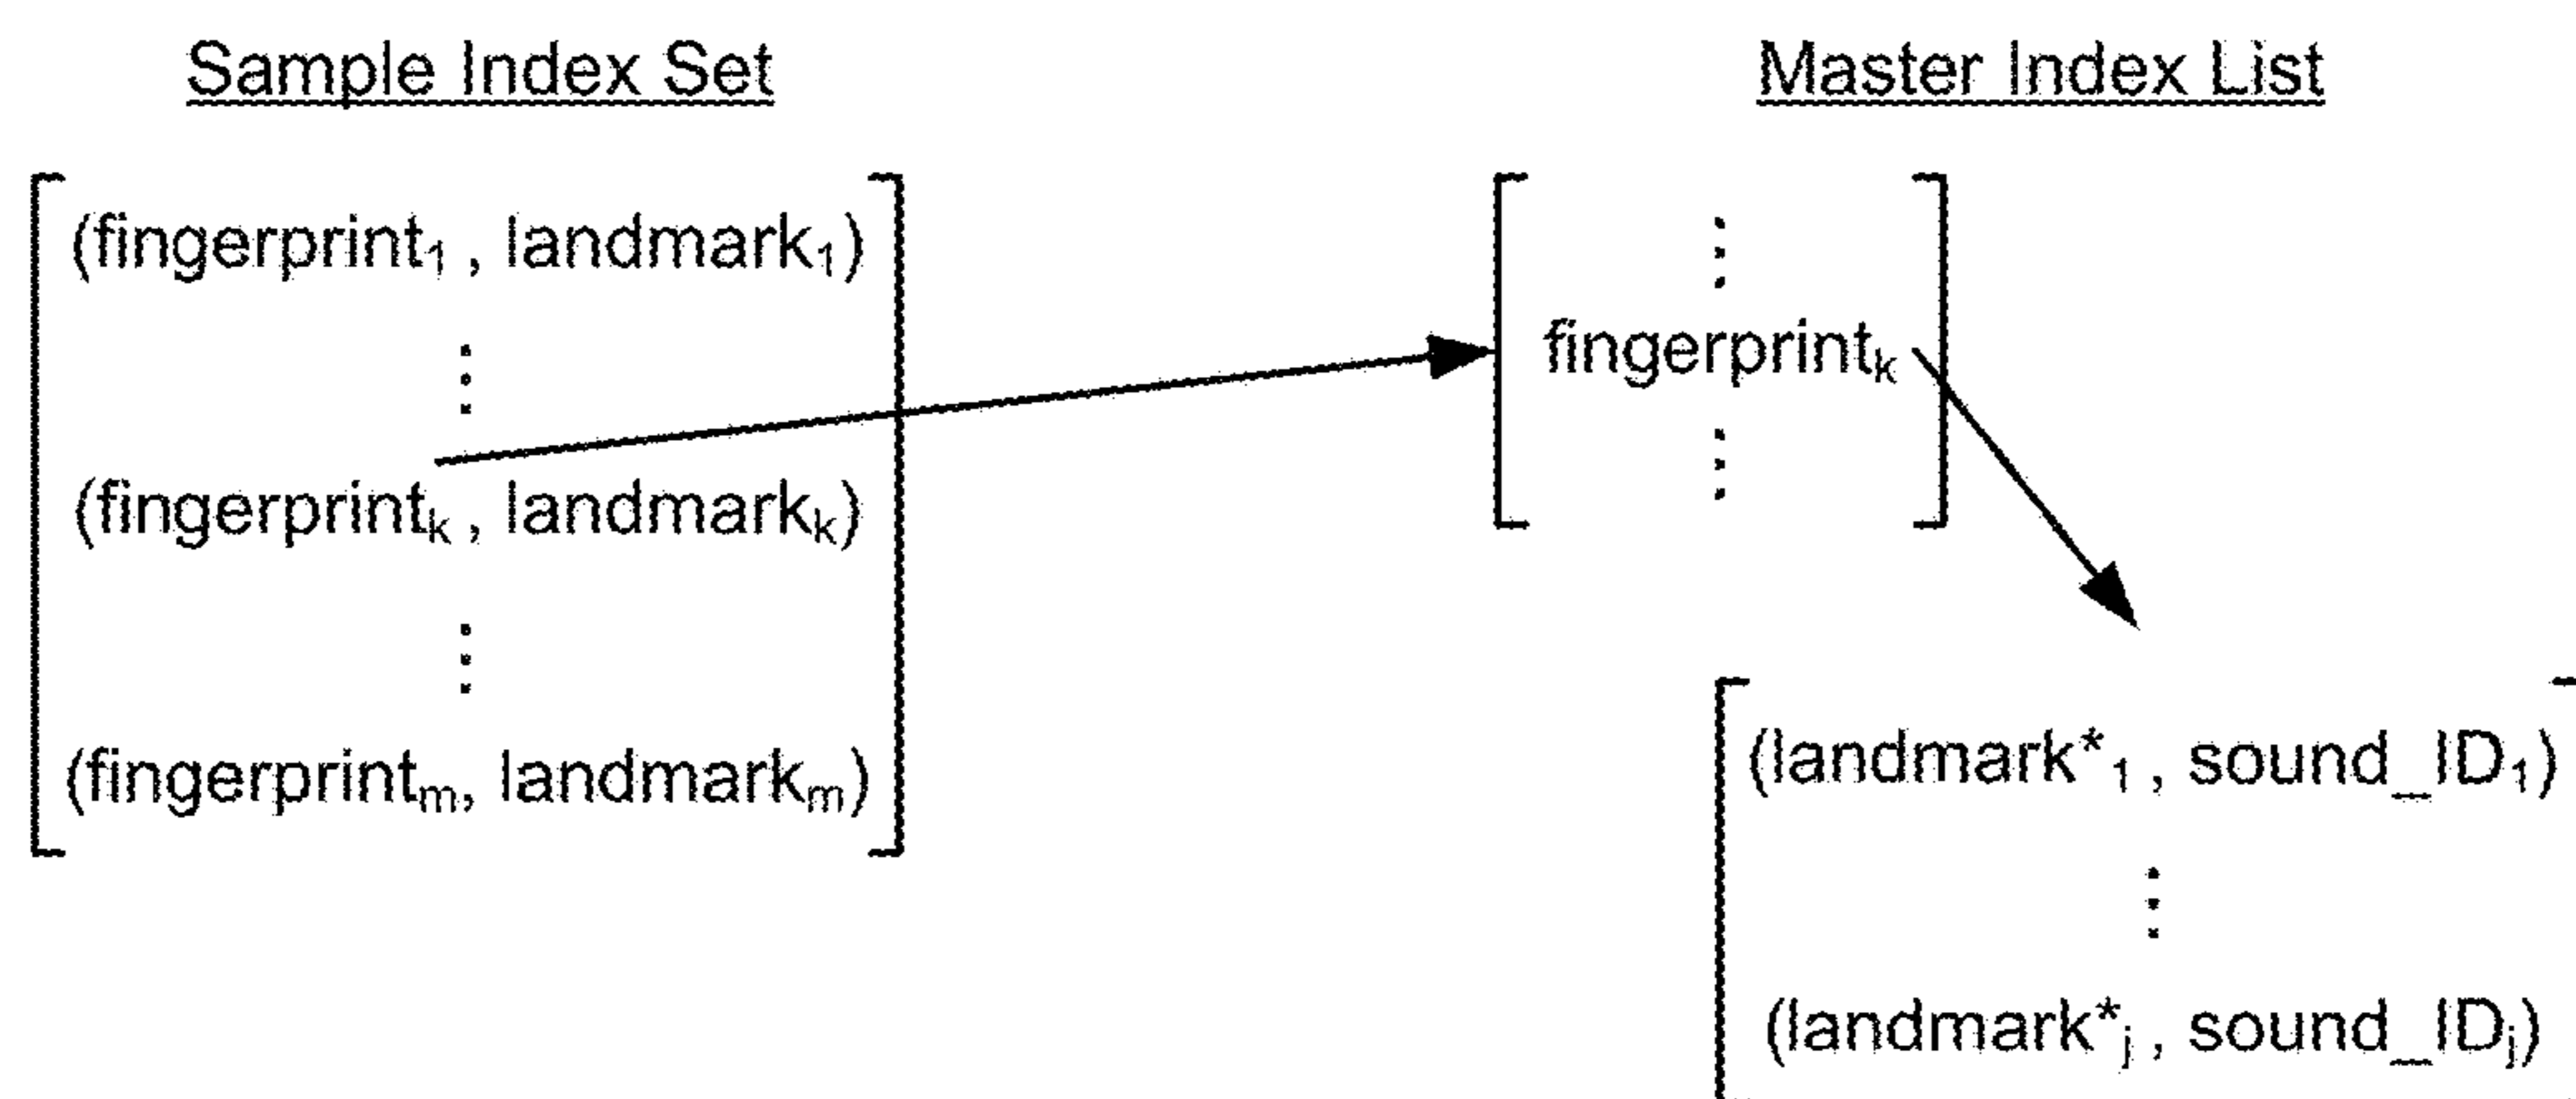 Sample Index Set
(fingerprint₁ , landmark₁)
⋮
(fingerprintₖ , landmarkₖ)
⋮
(fingerprintₘ, landmarkₘ)
Master Index List
⋮
fingerprintₖ
⋮
(landmark*₁ , sound_ID₁)
⋮
(landmark*ⱼ , sound_IDⱼ)